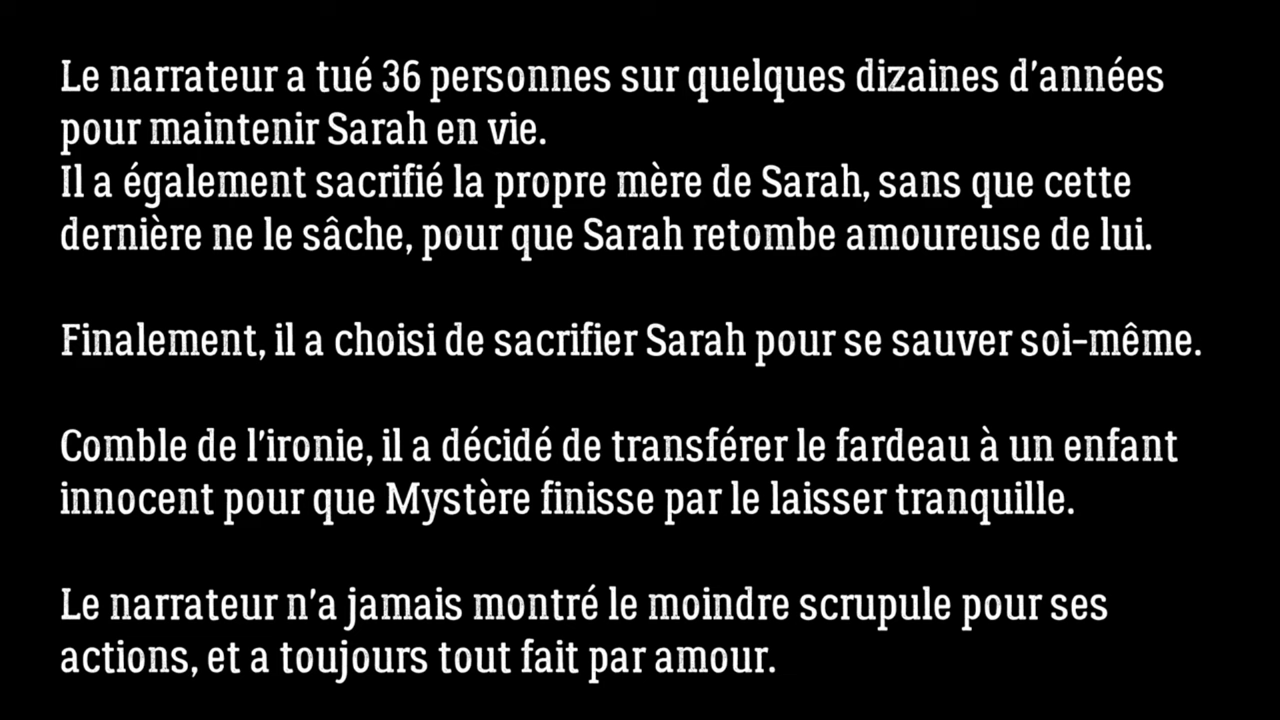 Le narrateur a tué 36 personnes sur quelques dizaines d'années
pour maintenir Sarah en vie.
Il a également sacrifié la propre mère de Sarah, sans que cette
dernière ne le sâche, pour que Sarah retombe amoureuse de lui.
Finalement, il a choisi de sacrifier Sarah pour se sauver soi-même.
Comble de l'ironie, il a décidé de transférer le fardeau à un enfant
innocent pour que Mystère finisse par le laisser tranquille.
Le narrateur n'a jamais montré le moindre scrupule pour ses
actions, et a toujours tout fait par amour.